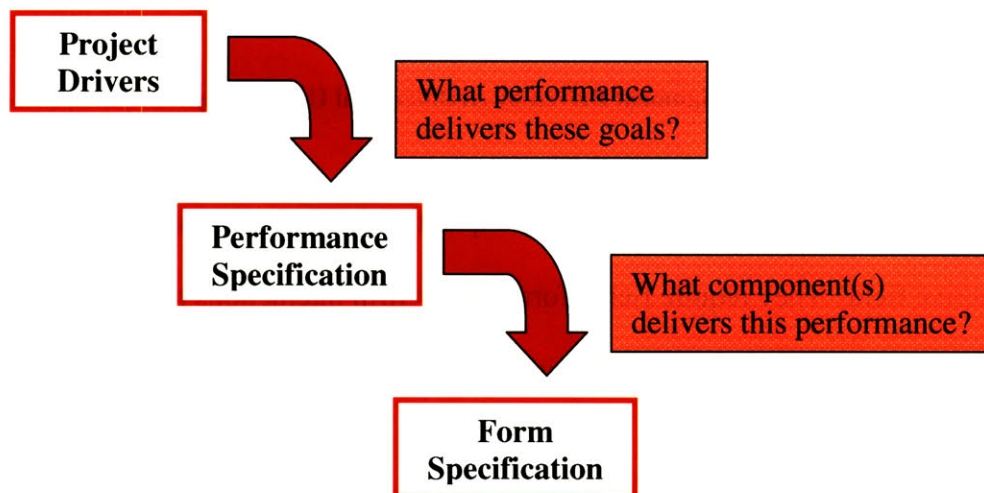 Project
Drivers
What performance
delivers these goals?
Performance
Specification
What component(s)
delivers this performance?
Form
Specification